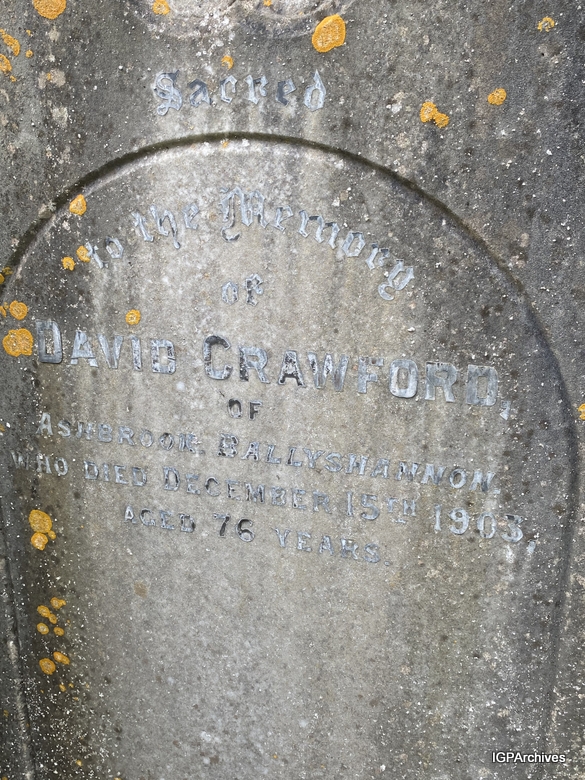 Sacred
to the Memory
of
DAVID CRAWFORD,
OF
ASHBROOK, BALLYSHANNON,
WHO DIED DECEMBER 15TH 1903,
AGED 76 YEARS.
IGPArchives